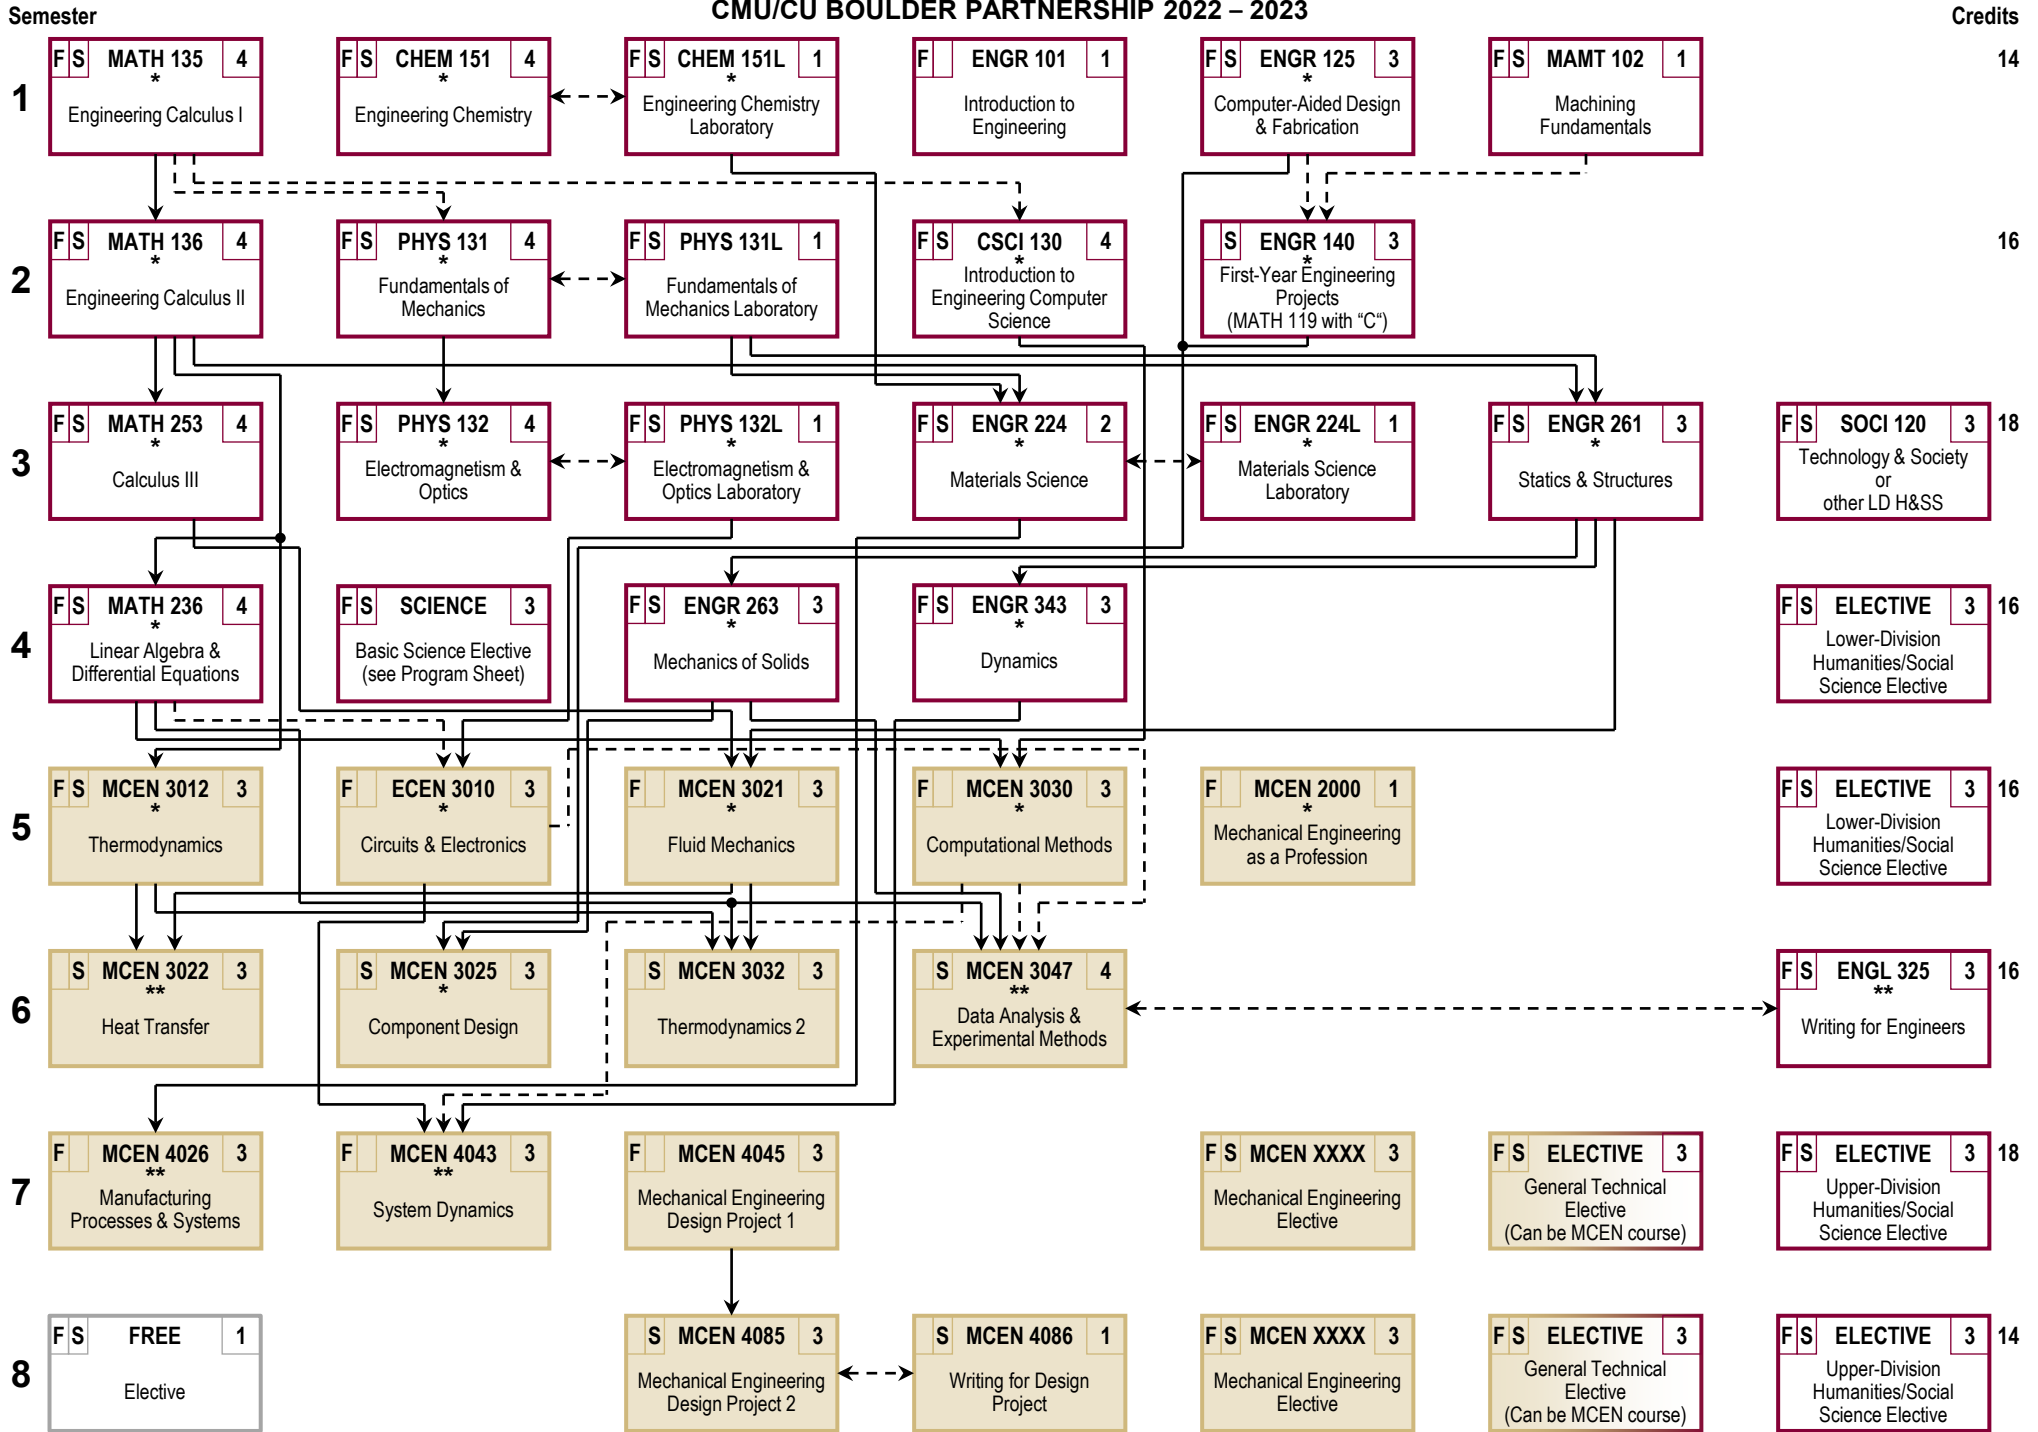 CMU/CU BOULDER PARTNERSHIP 2022 – 2023
Semester
Credits
1
F S MATH 135 4
*
Engineering Calculus I
F S CHEM 151 4
*
Engineering Chemistry
F S CHEM 151L 1
*
Engineering Chemistry
Laboratory
F ENGR 101 1
Introduction to
Engineering
F S ENGR 125 3
*
Computer-Aided Design
& Fabrication
F S MAMT 102 1
Machining
Fundamentals
14
2
F S MATH 136 4
*
Engineering Calculus II
F S PHYS 131 4
*
Fundamentals of
Mechanics
F S PHYS 131L 1
Fundamentals of
Mechanics Laboratory
F S CSCI 130 4
*
Introduction to
Engineering Computer
Science
S ENGR 140 3
*
First-Year Engineering
Projects
(MATH 119 with “C“)
16
3
F S MATH 253 4
*
Calculus III
F S PHYS 132 4
*
Electromagnetism &
Optics
F S PHYS 132L 1
*
Electromagnetism &
Optics Laboratory
F S ENGR 224 2
*
Materials Science
F S ENGR 224L 1
*
Materials Science
Laboratory
F S ENGR 261 3
*
Statics & Structures
F S SOCI 120 3
Technology & Society
or
other LD H&SS
18
4
F S MATH 236 4
*
Linear Algebra &
Differential Equations
F S SCIENCE 3
Basic Science Elective
(see Program Sheet)
F S ENGR 263 3
*
Mechanics of Solids
F S ENGR 343 3
*
Dynamics
F S ELECTIVE 3
Lower-Division
Humanities/Social
Science Elective
16
5
F S MCEN 3012 3
*
Thermodynamics
F ECEN 3010 3
*
Circuits & Electronics
F MCEN 3021 3
*
Fluid Mechanics
F MCEN 3030 3
*
Computational Methods
F MCEN 2000 1
*
Mechanical Engineering
as a Profession
F S ELECTIVE 3
Lower-Division
Humanities/Social
Science Elective
16
6
S MCEN 3022 3
**
Heat Transfer
S MCEN 3025 3
*
Component Design
S MCEN 3032 3
Thermodynamics 2
S MCEN 3047 4
**
Data Analysis &
Experimental Methods
F S ENGL 325 3
**
Writing for Engineers
16
7
F MCEN 4026 3
**
Manufacturing
Processes & Systems
F MCEN 4043 3
**
System Dynamics
F MCEN 4045 3
Mechanical Engineering
Design Project 1
F S MCEN XXXX 3
Mechanical Engineering
Elective
F S ELECTIVE 3
General Technical
Elective
(Can be MCEN course)
F S ELECTIVE 3
Upper-Division
Humanities/Social
Science Elective
18
8
F S FREE 1
Elective
S MCEN 4085 3
Mechanical Engineering
Design Project 2
S MCEN 4086 1
Writing for Design
Project
F S MCEN XXXX 3
Mechanical Engineering
Elective
F S ELECTIVE 3
General Technical
Elective
(Can be MCEN course)
F S ELECTIVE 3
Upper-Division
Humanities/Social
Science Elective
14